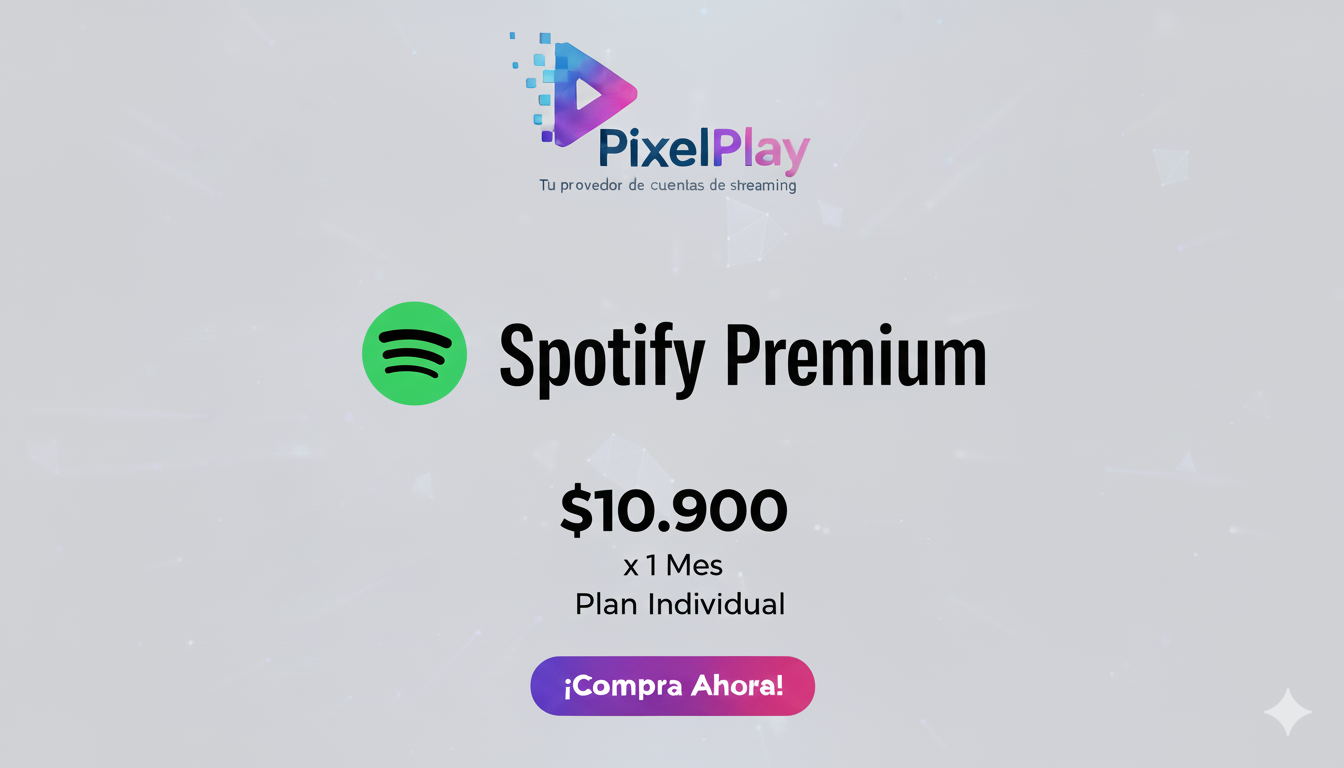 PixelPlay
Tu provedor de cuentas de streaming
Spotify Premium
$10.900
x 1 Mes
Plan Individual
¡Compra Ahora!